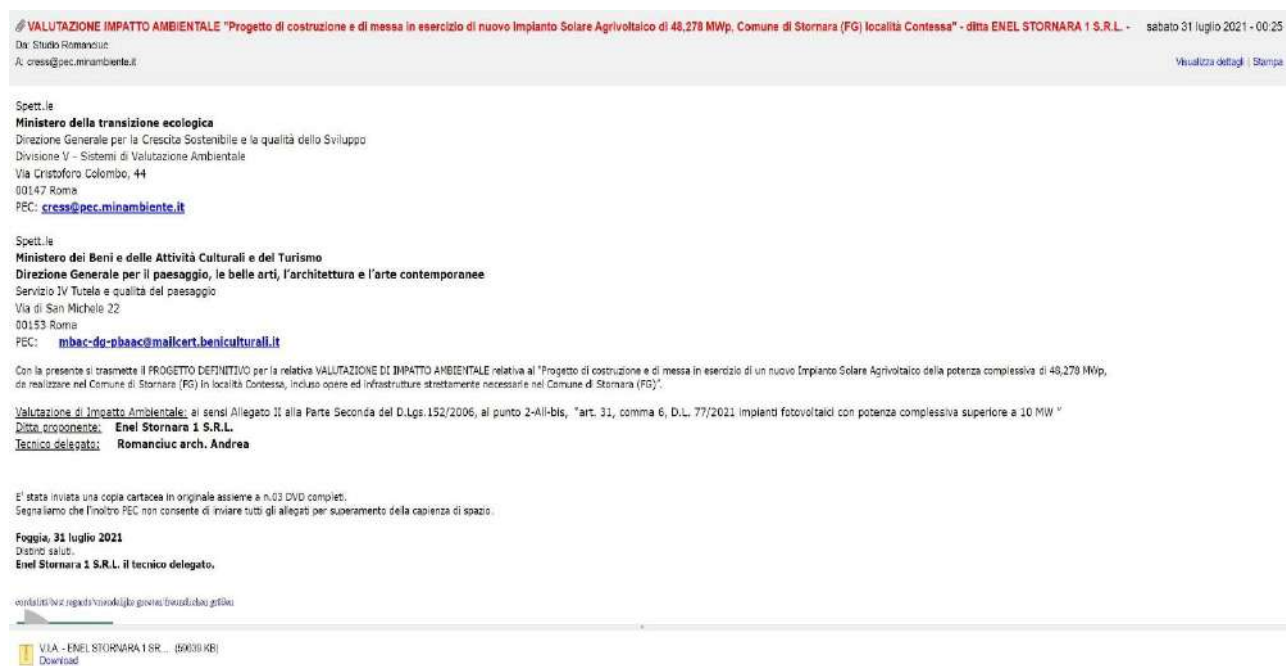 VALUTAZIONE IMPATTO AMBIENTALE "Progetto di costruzione e di messa in esercizio di nuovo Impianto Solare Agrivoltaico di 48,278 MWp, Comune di Stornara (FG) località Contessa" - ditta ENEL STORNARA 1 S.R.L. - sabato 31 luglio 2021 - 00:25
Da: Studio Romanciuc
A: cress@pec.minambiente.it
Visualizza dettagli | Stampa
Spett.le
Ministero della transizione ecologica
Direzione Generale per la Crescita Sostenibile e la qualità dello Sviluppo
Divisione V – Sistemi di Valutazione Ambientale
Via Cristoforo Colombo, 44
00147 Roma
PEC: cress@pec.minambiente.it
Spett.le
Ministero dei Beni e delle Attività Culturali e del Turismo
Direzione Generale per il paesaggio, le belle arti, l'architettura e l'arte contemporanee
Servizio IV Tutela e qualità del paesaggio
Via di San Michele 22
00153 Roma
PEC: mbac-dg-pbaac@mailcert.beniculturali.it
Con la presente si trasmette il PROGETTO DEFINITIVO per la relativa VALUTAZIONE DI IMPATTO AMBIENTALE relativa al "Progetto di costruzione e di messa in esercizio di un nuovo Impianto Solare Agrivoltaico della potenza complessiva di 48,278 MWp,
da realizzare nel Comune di Stornara (FG) in località Contessa, incluso opere ed infrastrutture strettamente necessarie nel Comune di Stornara (FG)".
Valutazione di Impatto Ambientale: ai sensi Allegato II alla Parte Seconda del D.Lgs.152/2006, al punto 2-All-bis, "art. 31, comma 6, D.L. 77/2021 impianti fotovoltaici con potenza complessiva superiore a 10 MW "
Ditta proponente: Enel Stornara 1 S.R.L.
Tecnico delegato: Romanciuc arch. Andrea
E' stata inviata una copia cartacea in originale assieme a n.03 DVD completi.
Segnaliamo che l'inoltro PEC non consente di inviare tutti gli allegati per superamento della capienza di spazio.
Foggia, 31 luglio 2021
Distinti saluti.
Enel Stornara 1 S.R.L. il tecnico delegato.
cordialiti/best regards/vriendelijke groeten/freundlichen grüßen
V.I.A. - ENEL STORNARA 1 SR... (59039 KB)
Download